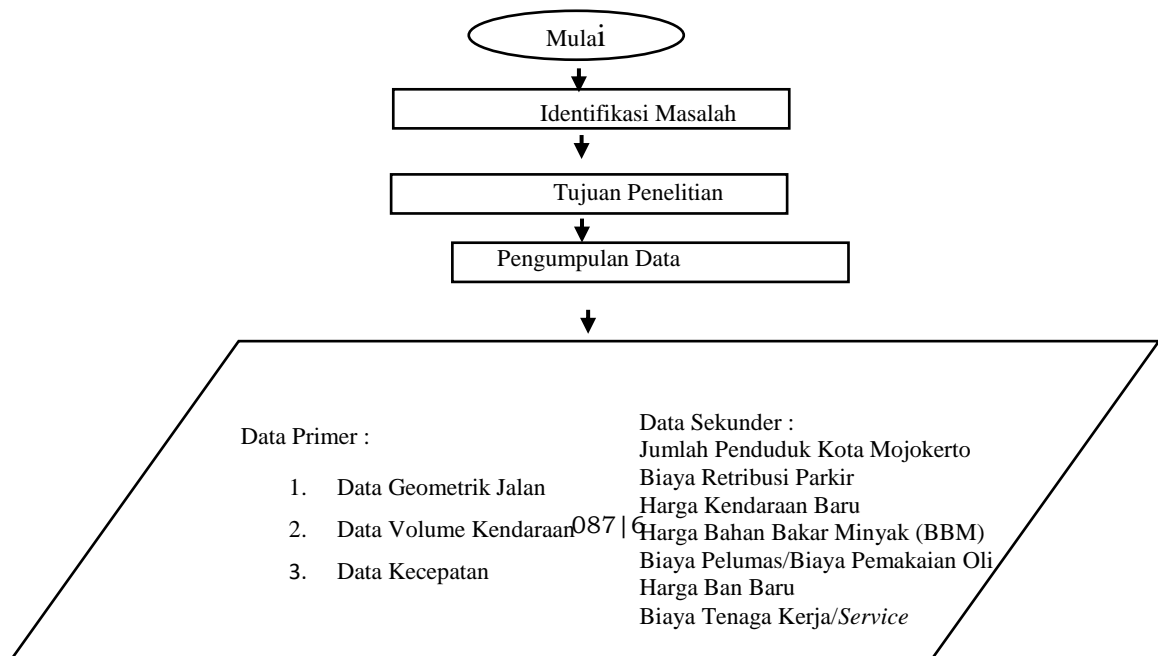 Mulai
Identifikasi Masalah
Tujuan Penelitian
Pengumpulan Data
Data Primer :
1. Data Geometrik Jalan
2. Data Volume Kendaraan
3. Data Kecepatan
087|6
Data Sekunder :
Jumlah Penduduk Kota Mojokerto
Biaya Retribusi Parkir
Harga Kendaraan Baru
Harga Bahan Bakar Minyak (BBM)
Biaya Pelumas/Biaya Pemakaian Oli
Harga Ban Baru
Biaya Tenaga Kerja/Service